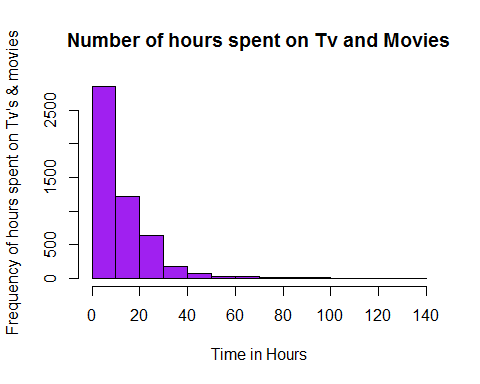 Number of hours spent on Tv and Movies
Frequency of hours spent on Tv's & movies
2500
1500
500
0
0 20 40 60 80 100 120 140
Time in Hours